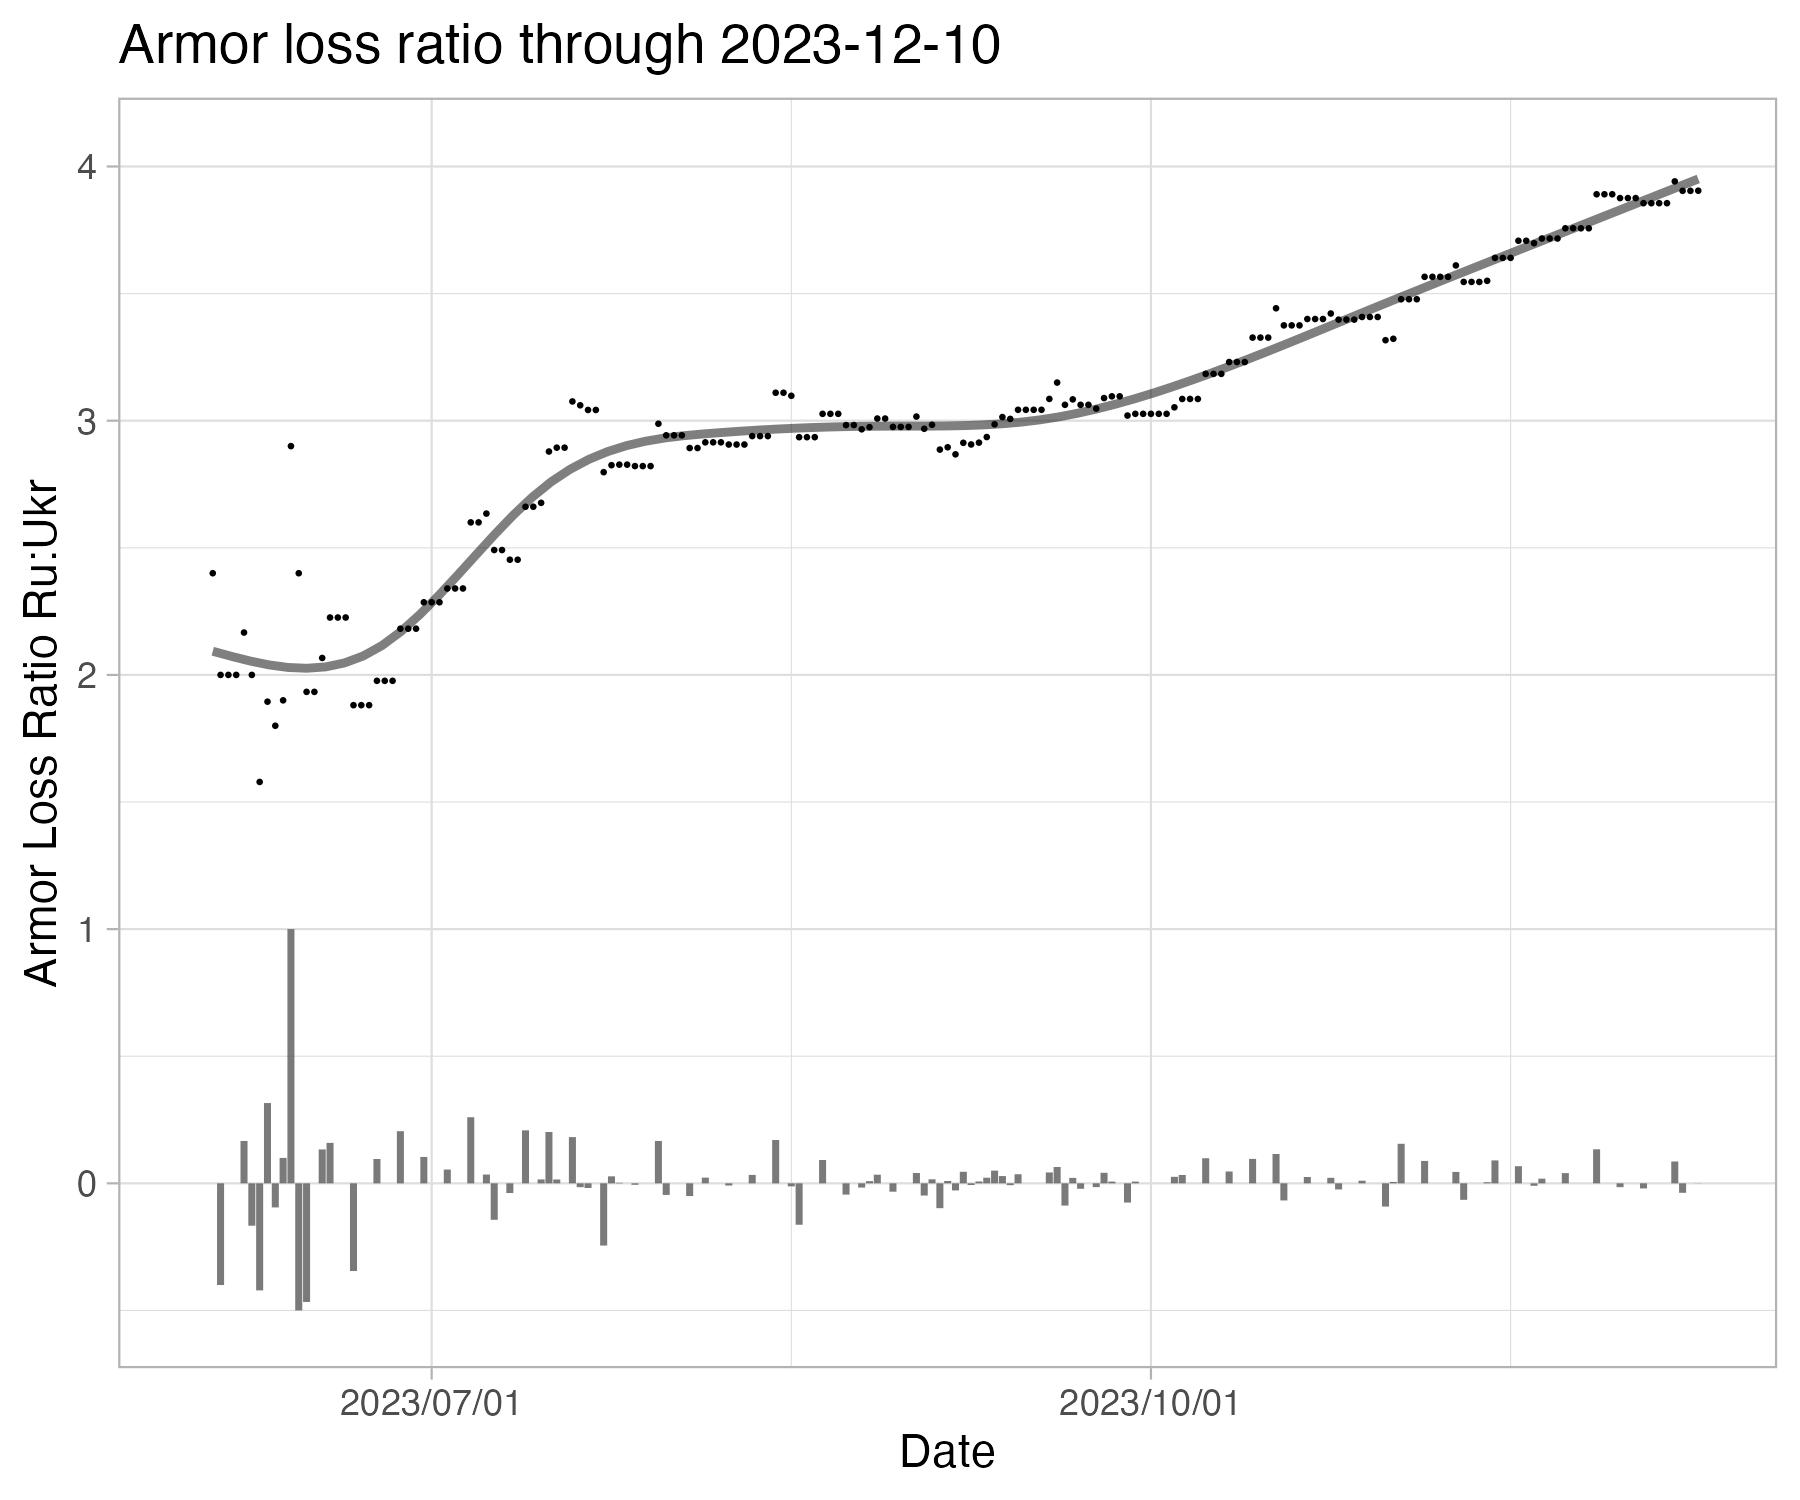 Armor loss ratio through 2023-12-10
Armor Loss Ratio Ru:Ukr
4
3
2
1
0
2023/07/01
2023/10/01
Date